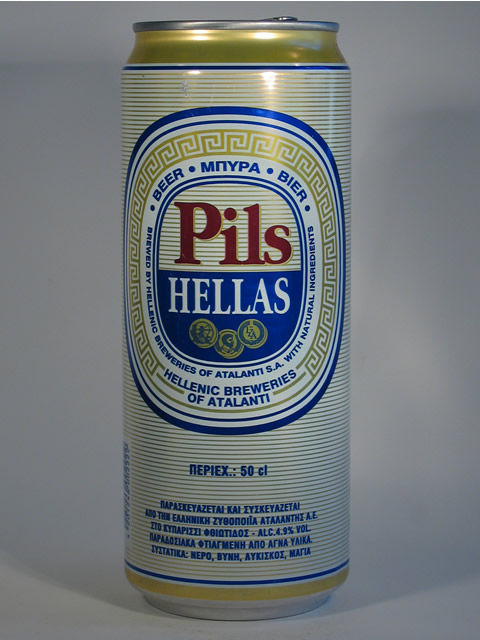 • BEER • ΜΠΥΡΑ • BIER •
Pils
HELLAS
BREWED BY HELLENIC BREWERIES OF ATALANTI S.A. WITH NATURAL INGREDIENTS
HELLENIC BREWERIES
OF ATALANTI
ΠΕΡΙΕΧ.: 50 cl
ΠΑΡΑΣΚΕΥΑΖΕΤΑΙ ΚΑΙ ΣΥΣΚΕΥΑΖΕΤΑΙ
ΑΠΟ ΤΗΝ ΕΛΛΗΝΙΚΗ ΖΥΘΟΠΟΙΪΑ ΑΤΑΛΑΝΤΗΣ Α.Ε.
ΣΤΟ ΚΥΠΑΡΙΣΣΙ ΦΘΙΩΤΙΔΟΣ - ALC.4.9% VOL.
ΠΑΡΑΔΟΣΙΑΚΑ ΦΤΙΑΓΜΕΝΗ ΑΠΟ ΑΓΝΑ ΥΛΙΚΑ.
ΣΥΣΤΑΤΙΚΑ: ΝΕΡΟ, ΒΥΝΗ, ΛΥΚΙΣΚΟΣ, ΜΑΓΙΑ